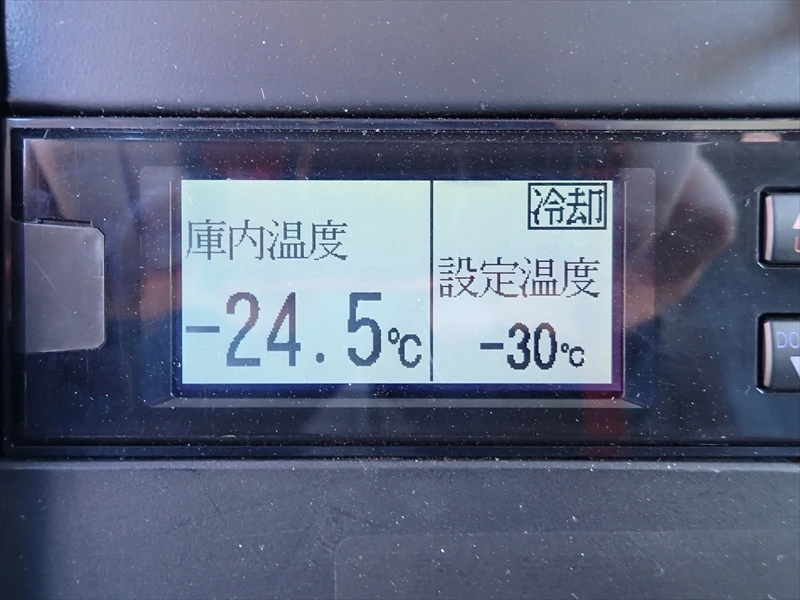 庫内温度
-24.5℃
冷却
設定温度
-30℃